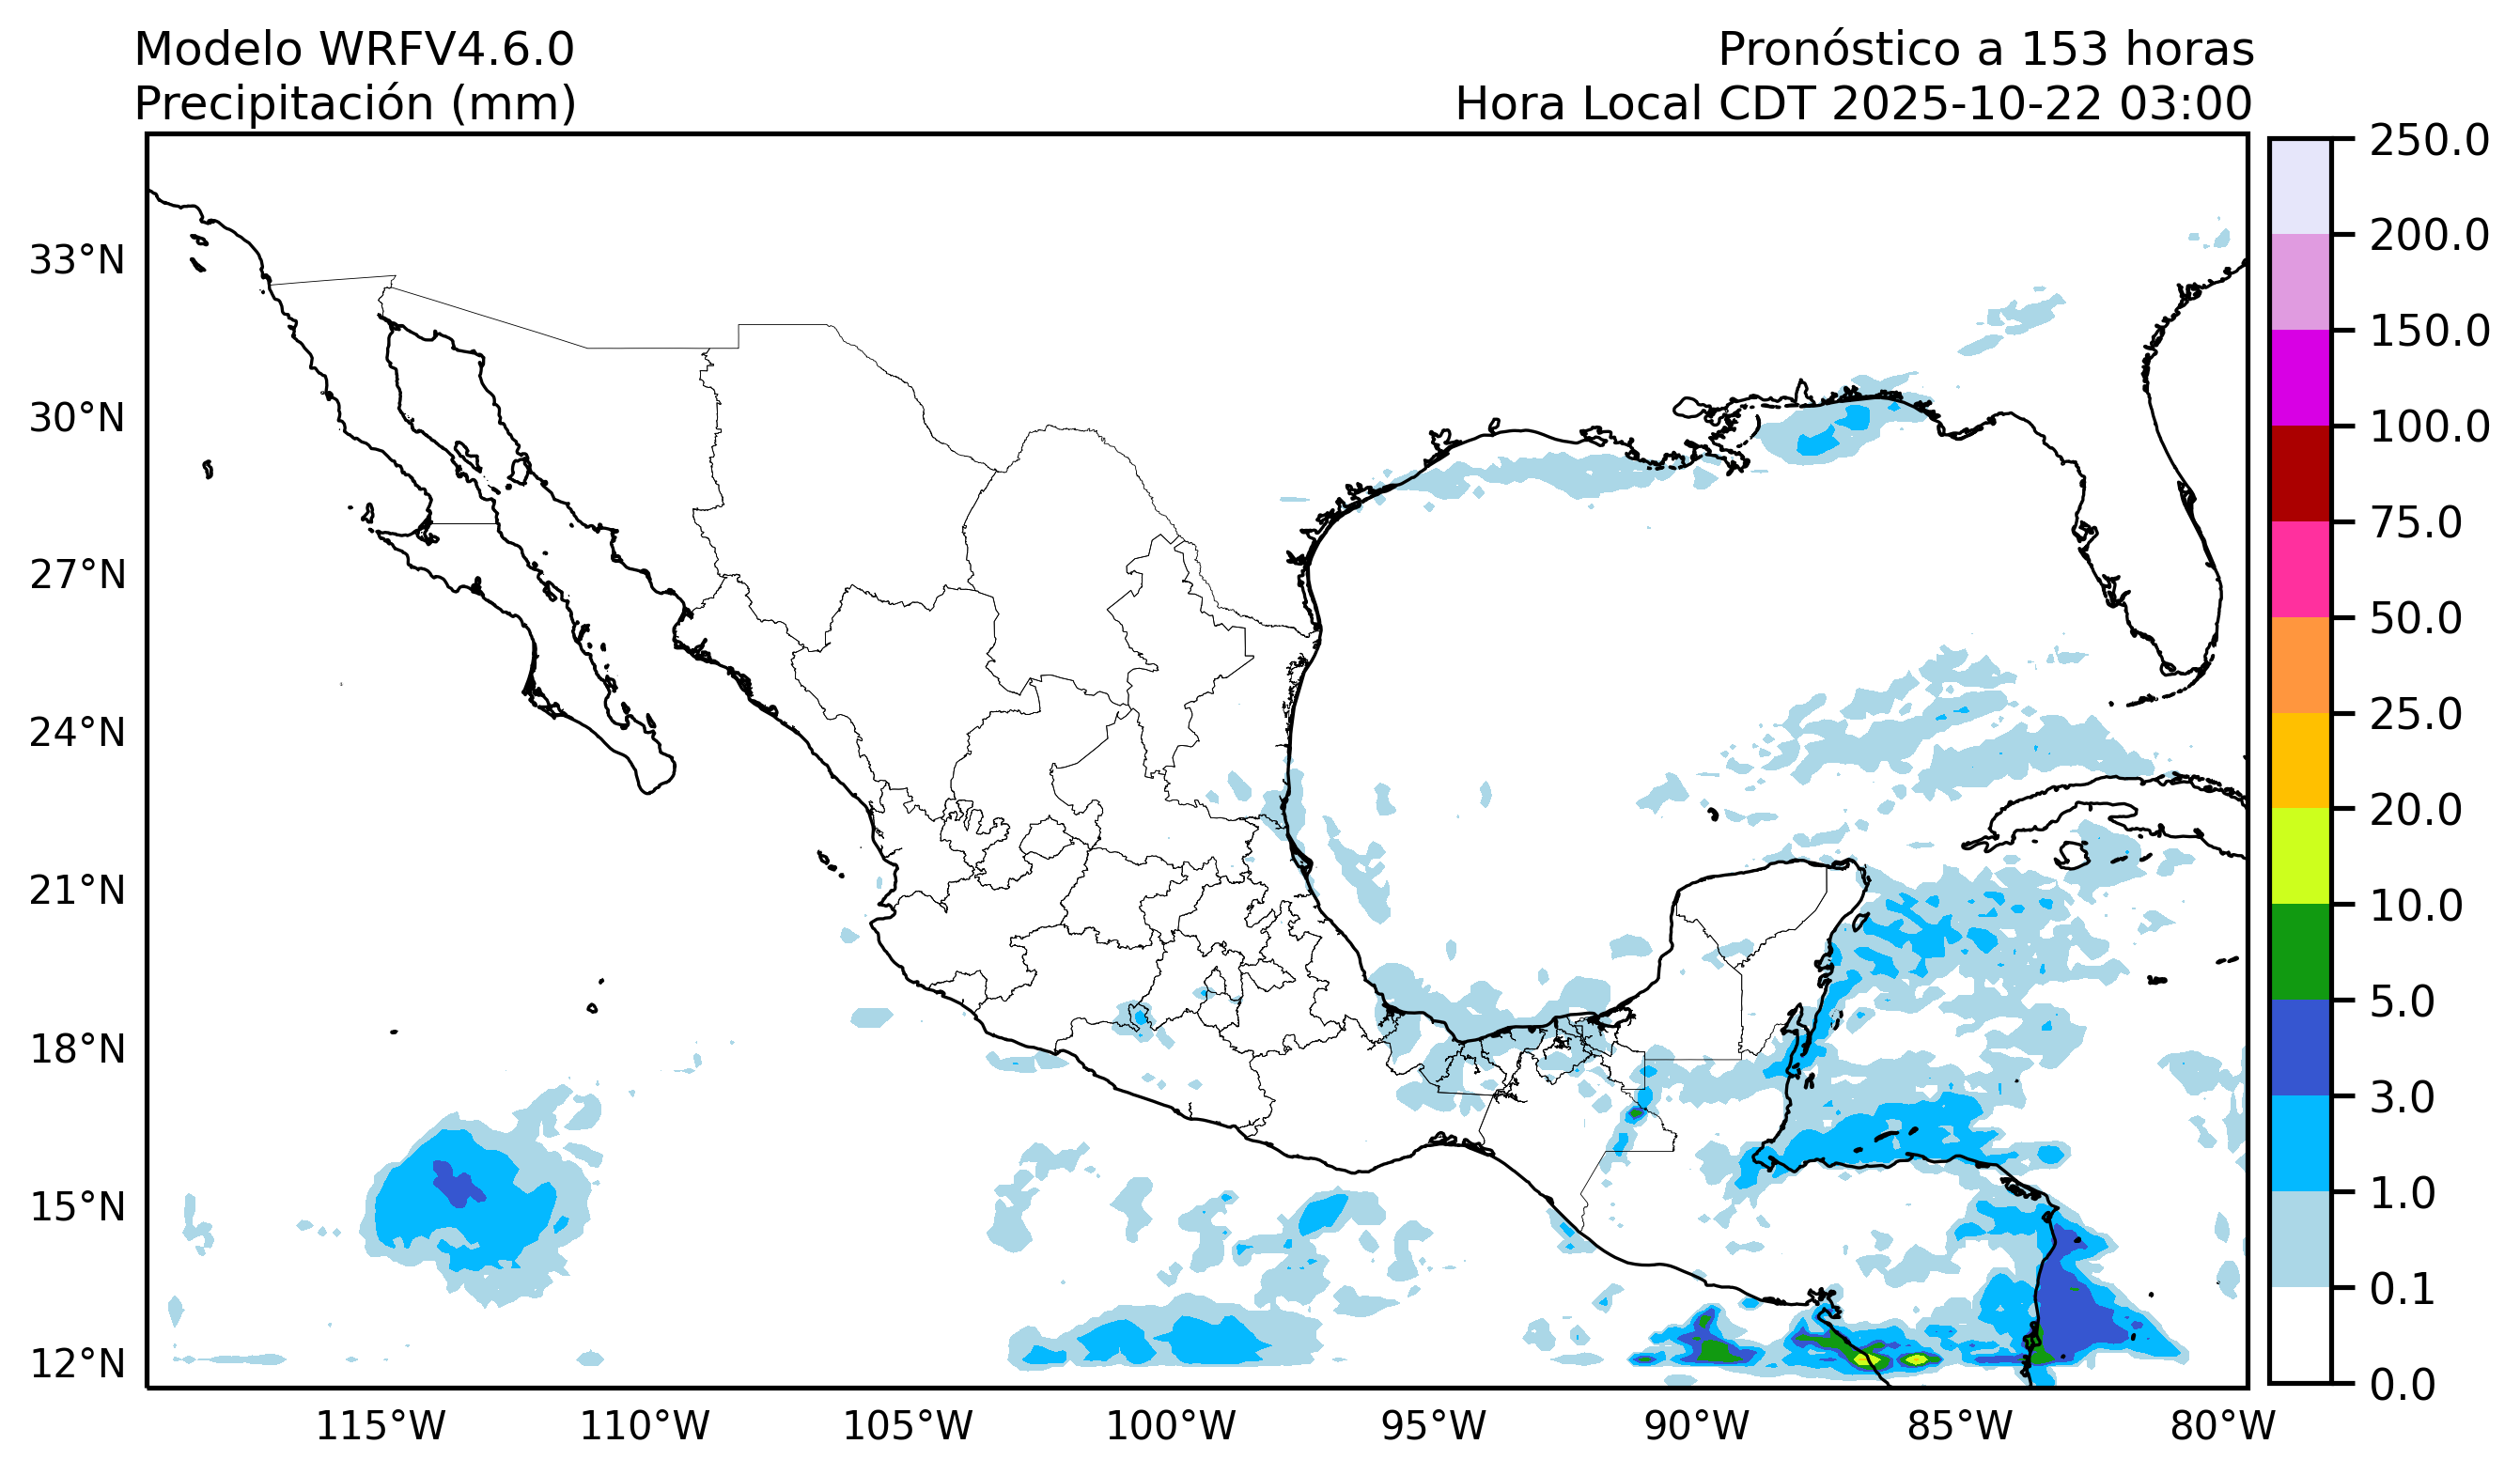 Modelo WRFV4.6.0
Precipitación (mm)
Pronóstico a 153 horas
Hora Local CDT 2025-10-22 03:00
33°N
30°N
27°N
24°N
21°N
18°N
15°N
12°N
115°W
110°W
105°W
100°W
95°W
90°W
85°W
80°W
250.0
200.0
150.0
100.0
75.0
50.0
25.0
20.0
10.0
5.0
3.0
1.0
0.1
0.0